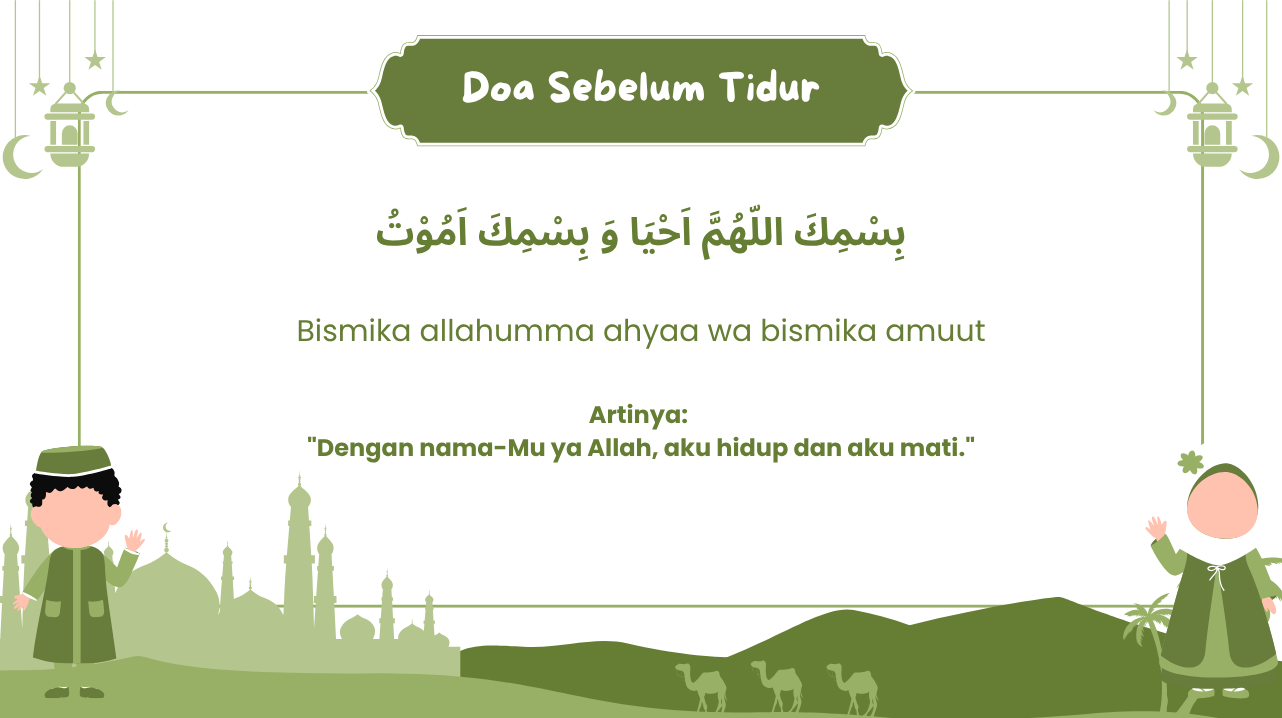 Doa Sebelum Tidur
بِسْمِكَ اللّهُمَّ اَحْيَا وَ بِسْمِكَ اَمُوْتُ
Bismika allahumma ahyaa wa bismika amuut
Artinya:
"Dengan nama-Mu ya Allah, aku hidup dan aku mati."